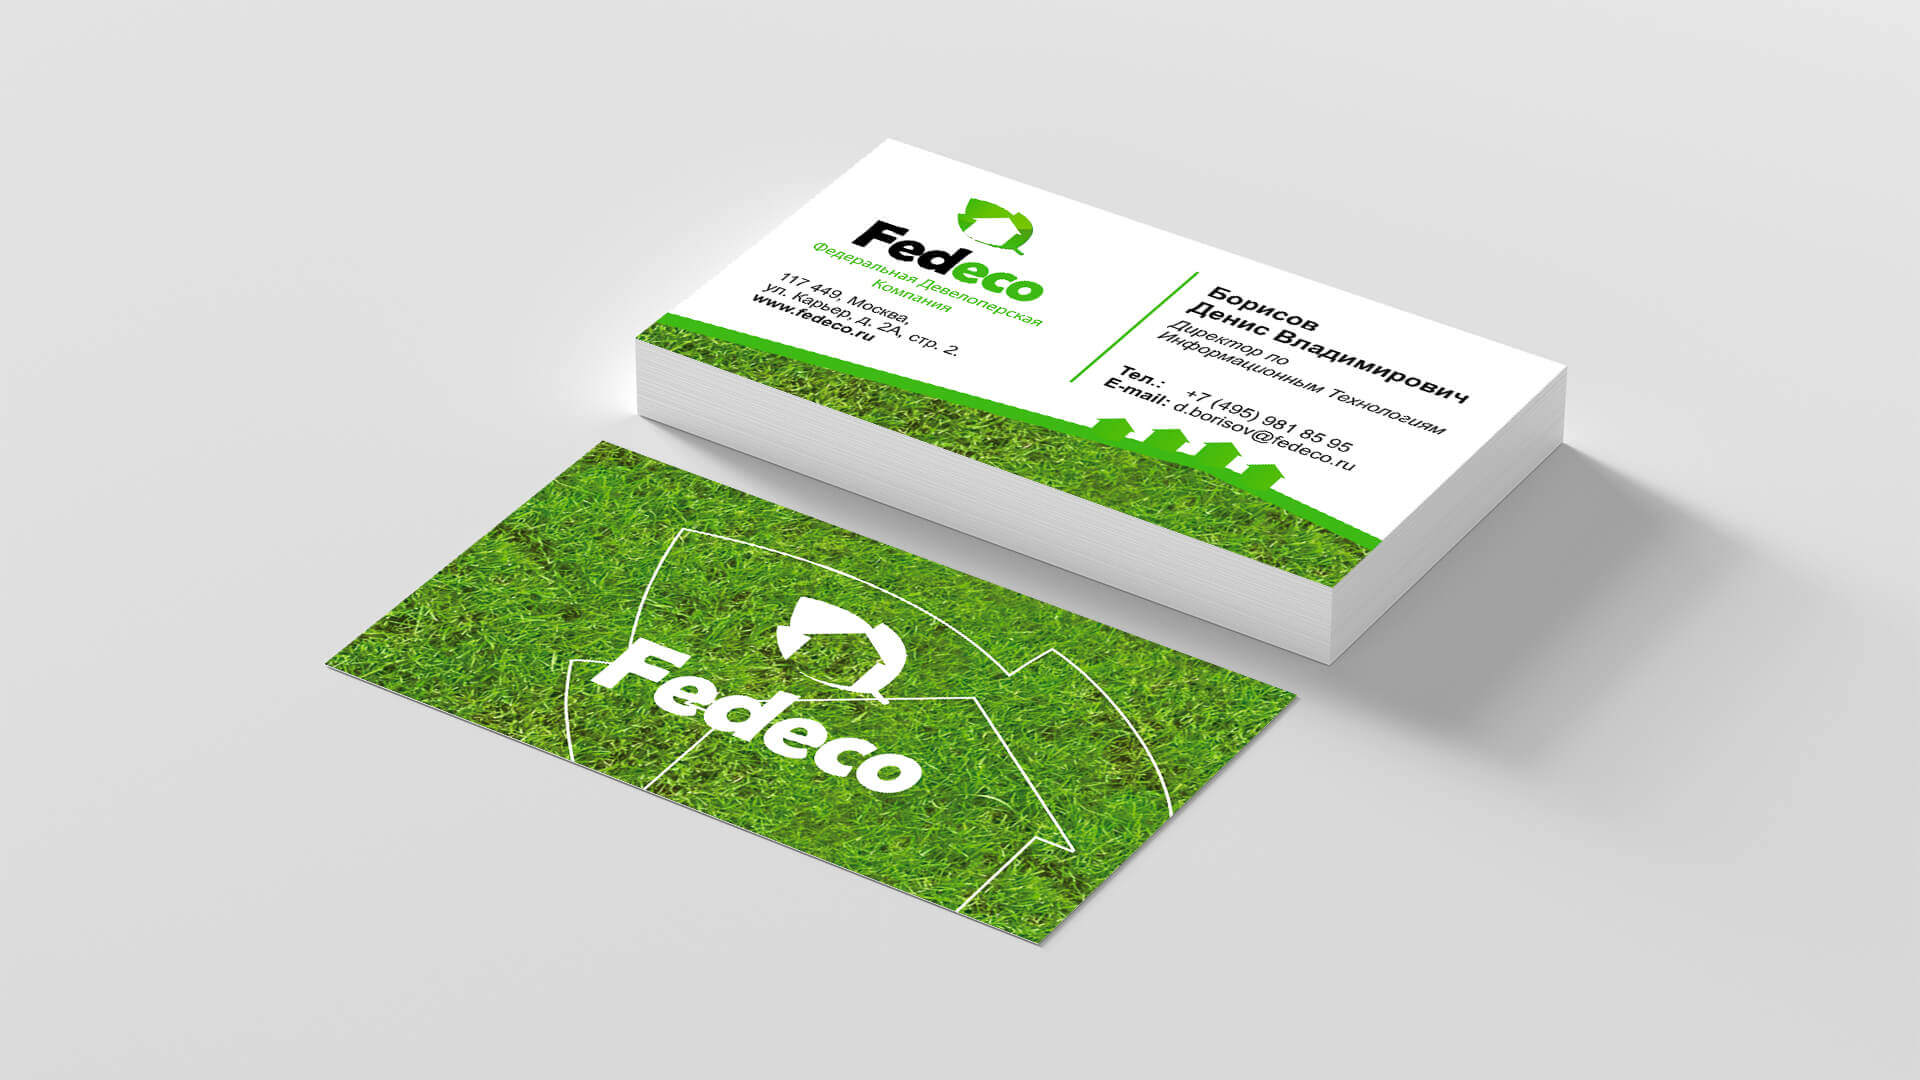 Fedeco
Федеральная Девелоперская
Компания
117 449, Москва,
ул. Карьер, д. 2А, стр. 2.
www.fedeco.ru
Борисов
Денис Владимирович
Директор по
Информационным Технологиям
Тел.: +7 (495) 981 85 95
E-mail: d.borisov@fedeco.ru
Fedeco